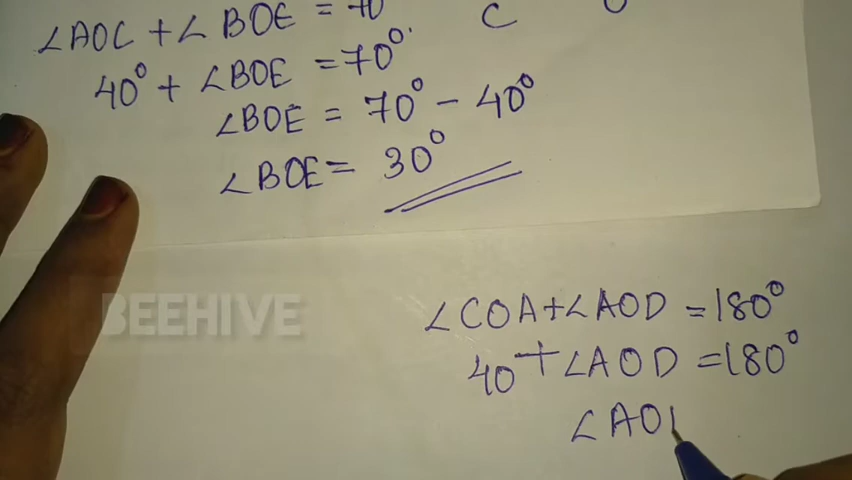 ∠AOC + ∠BOE = 70
C
40° + ∠BOE = 70°
∠BOE = 70° - 40°
∠BOE = 30°
BEEHIVE
∠COA + ∠AOD = 180°
40 + ∠AOD = 180°
∠AO